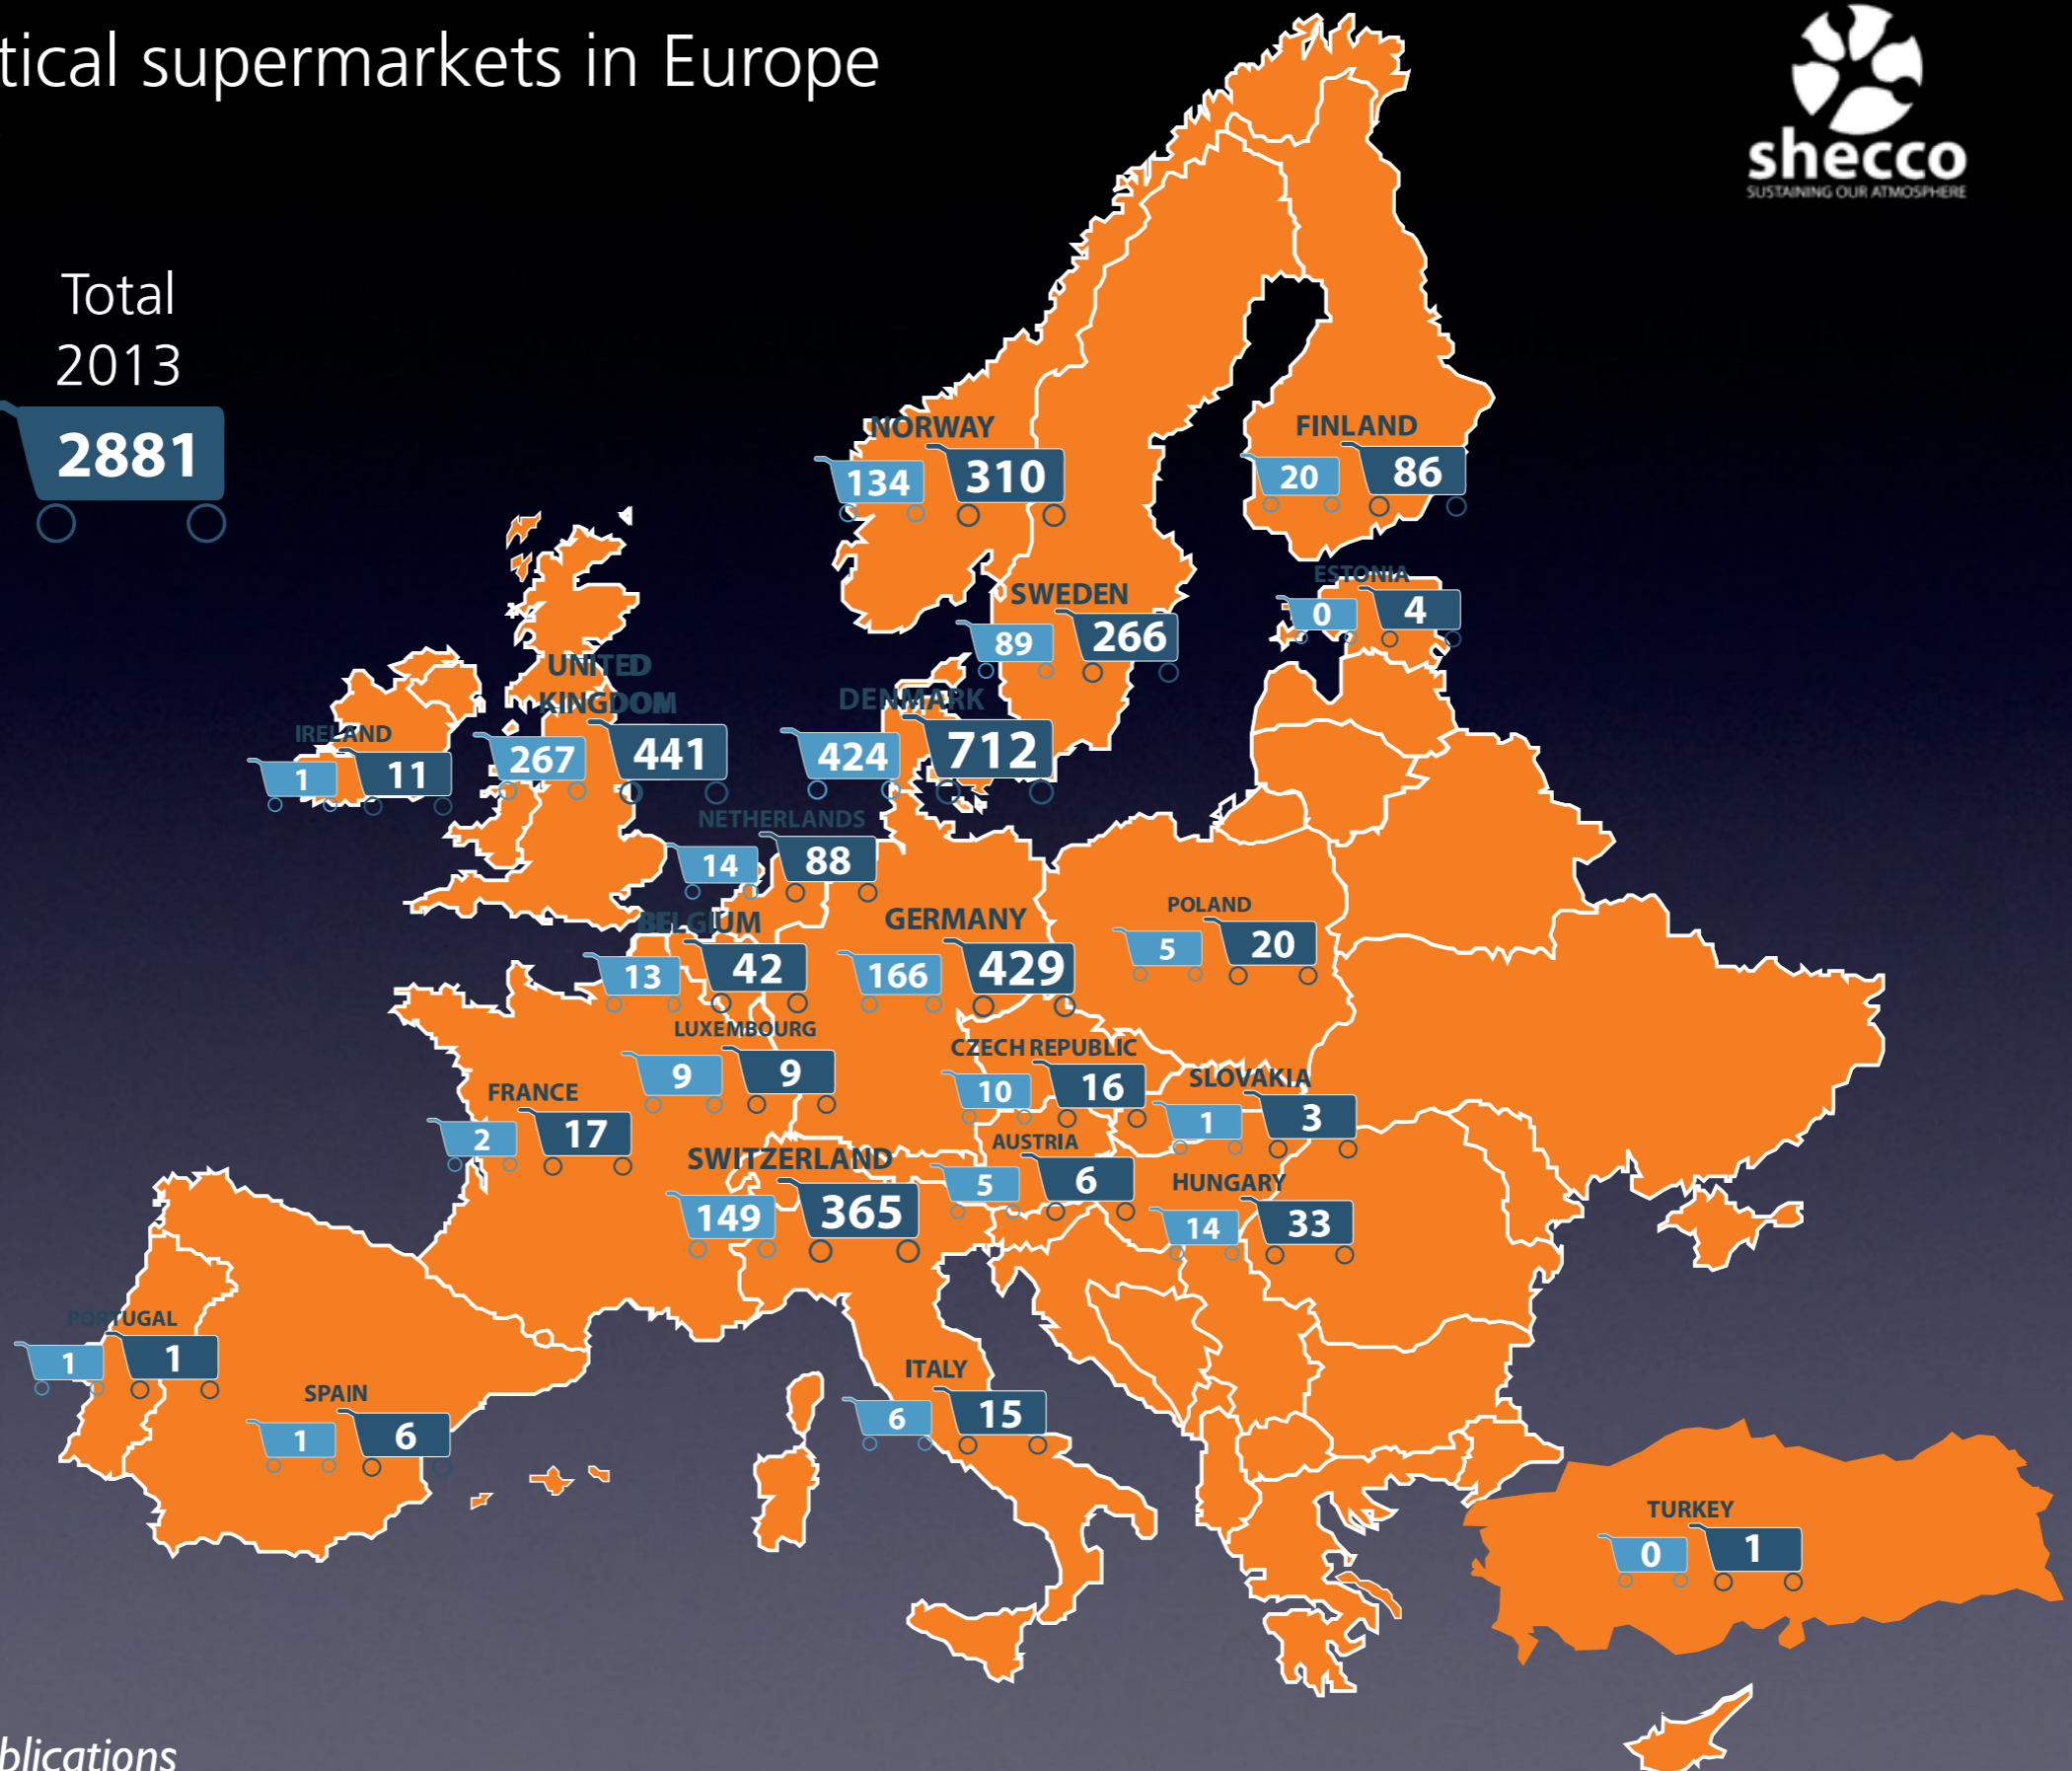 tical supermarkets in Europe
shecco
SUSTAINING OUR ATMOSPHERE
Total
2013
2881
NORWAY
134 310
FINLAND
20 86
SWEDEN
89 266
ESTONIA
0 4
UNITED
KINGDOM
267 441
DENMARK
424 712
IRELAND
1 11
NETHERLANDS
14 88
BELGIUM
13 42
GERMANY
166 429
POLAND
5 20
LUXEMBOURG
9 9
CZECH REPUBLIC
10 16
SLOVAKIA
1 3
FRANCE
2 17
AUSTRIA
5 6
SWITZERLAND
149 365
HUNGARY
14 33
PORTUGAL
1 1
SPAIN
1 6
ITALY
6 15
TURKEY
0 1
blications